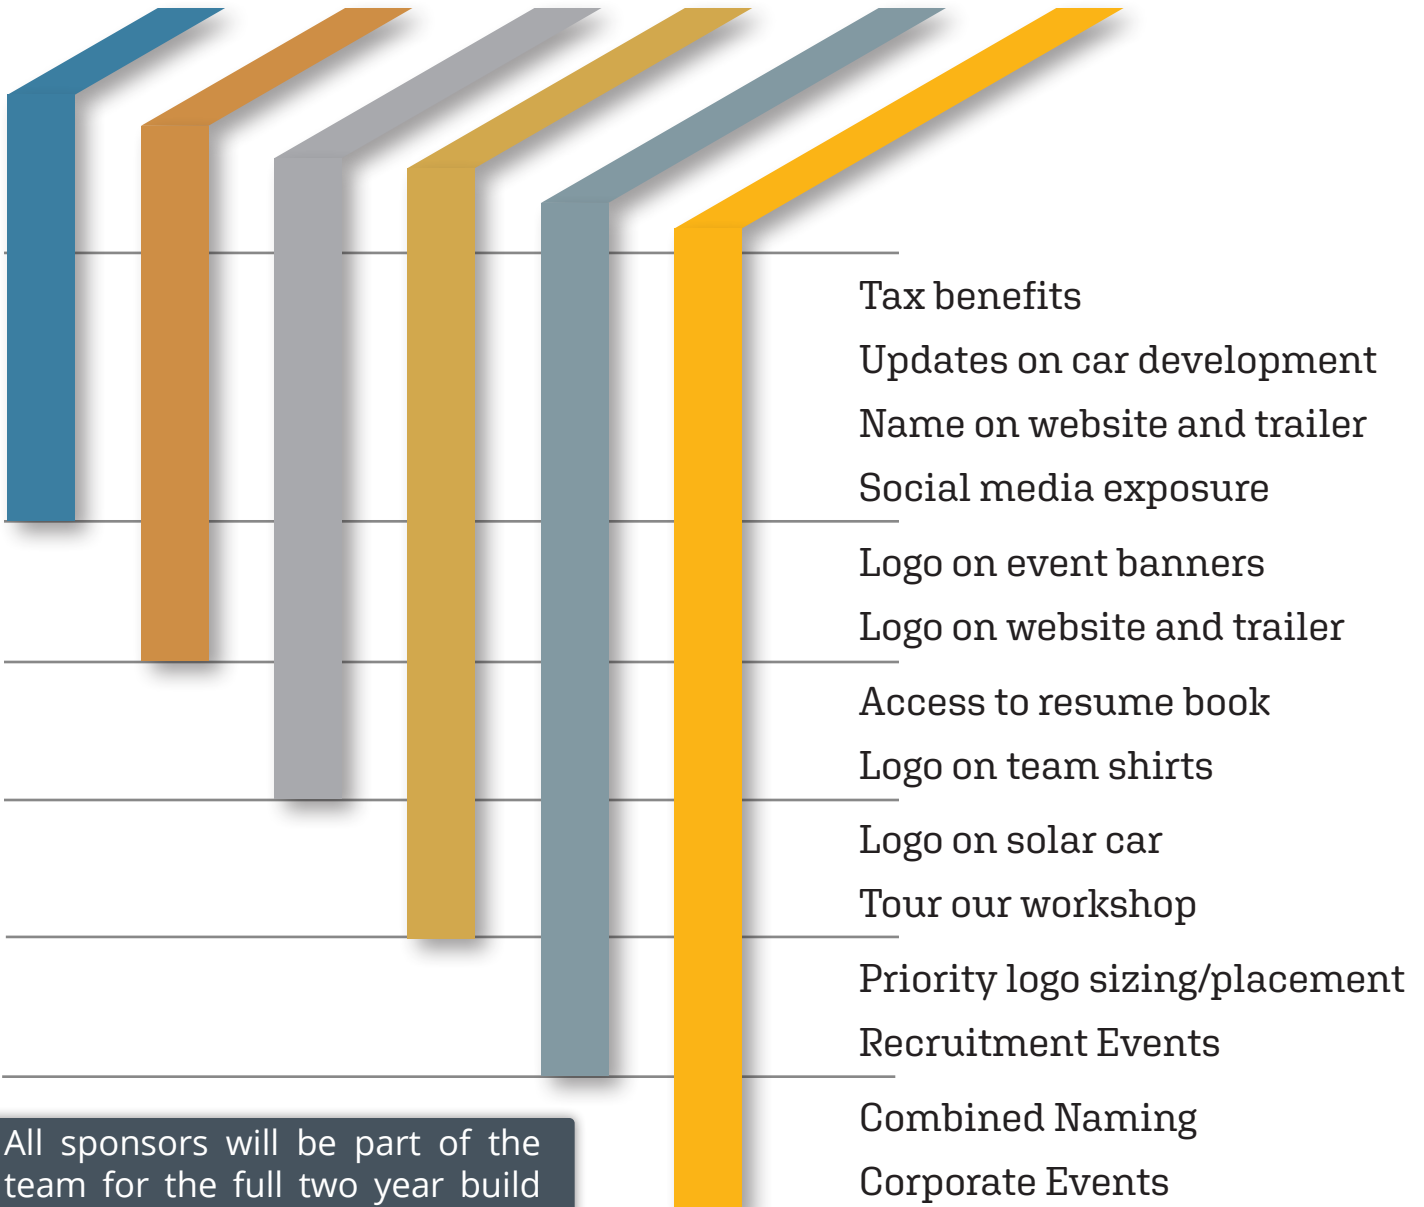 Tax benefits
Updates on car development
Name on website and trailer
Social media exposure
Logo on event banners
Logo on website and trailer
Access to resume book
Logo on team shirts
Logo on solar car
Tour our workshop
Priority logo sizing/placement
Recruitment Events
Combined Naming
Corporate Events
All sponsors will be part of the
team for the full two year build